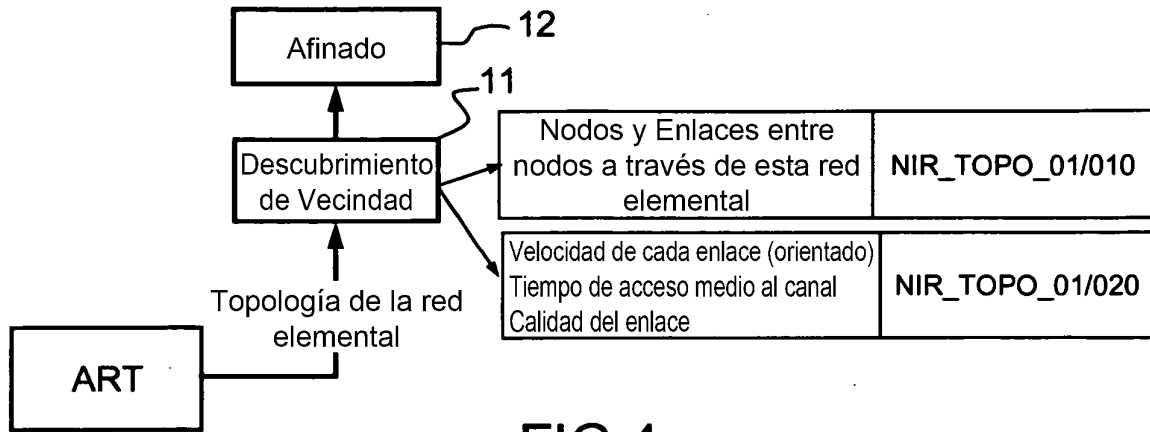 12
Afinado
11
Descubrimiento
de Vecindad
Nodos y Enlaces entre
nodos a través de esta red
elemental
NIR_TOPO_01/010
Velocidad de cada enlace (orientado)
Tiempo de acceso medio al canal
Calidad del enlace
NIR_TOPO_01/020
Topología de la red
elemental
ART